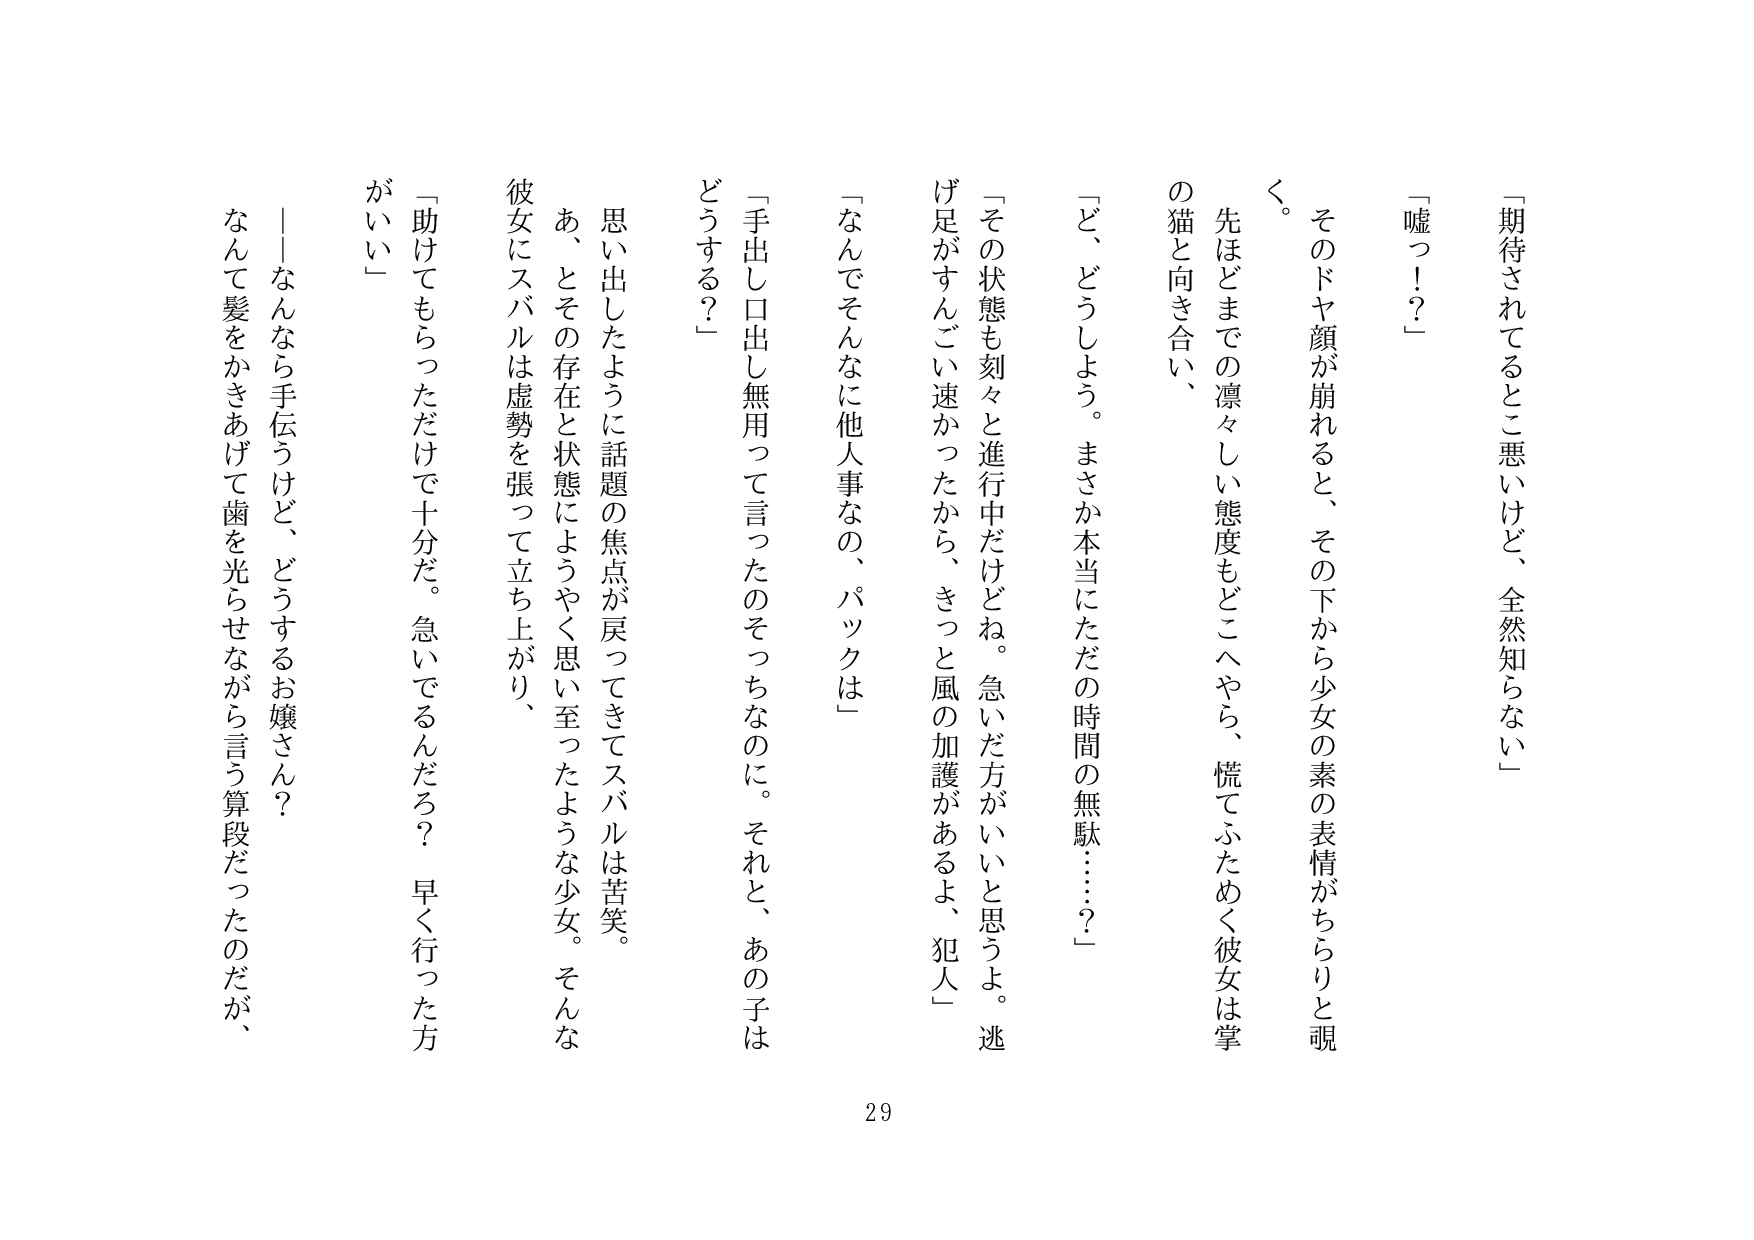 「期待されてるとこ悪いけど、全然知らない」
「嘘っ！？」
そのドヤ顔が崩れると、その下から少女の素の表情がちらりと覗
く。
先ほどまでの凛々しい態度もどこへやら、慌てふためく彼女は掌
の猫と向き合い、
「ど、どうしよう。まさか本当にただの時間の無駄……？」
「その状態も刻々と進行中だけどね。急いだ方がいいと思うよ。逃
げ足がすんごい速かったから、きっと風の加護があるよ、犯人」
「なんでそんなに他人事なの、パックは」
「手出し口出し無用って言ったのそっちなのに。それと、あの子は
どうする？」
思い出したように話題の焦点が戻ってきてスバルは苦笑。
あ、とその存在と状態にようやく思い至ったような少女。そんな
彼女にスバルは虚勢を張って立ち上がり、
「助けてもらっただけで十分だ。急いでるんだろ？　早く行った方
がいい」
――なんなら手伝うけど、どうするお嬢さん？
なんて髪をかきあげて歯を光らせながら言う算段だったのだが、
29